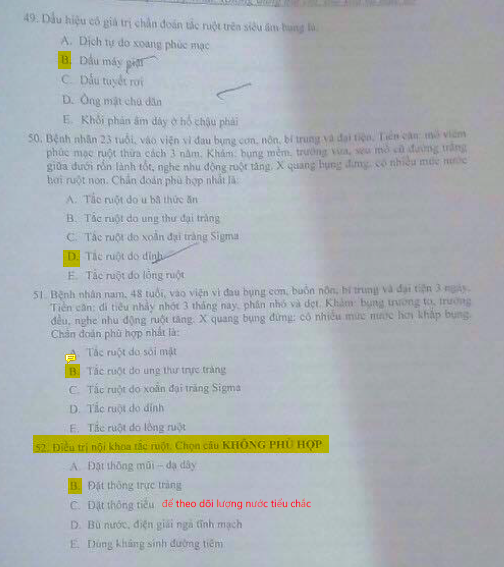 49. Dấu hiệu có giá trị chẩn đoán tắc ruột trên siêu âm bụng là:
A. Dịch tự do xoang phúc mạc
B. Dấu máy giặt
C. Dấu tuyết rơi
D. Ống mật chủ dãn
E. Khối phản âm dày ở hố chậu phải
50. Bệnh nhân 23 tuổi, vào viện vì đau bụng cơn, nôn, bí trung và đại tiện. Tiền căn: mổ viêm
phúc mạc ruột thừa cách 3 năm. Khám: bụng mềm, trướng vừa, sẹo mổ cũ đường trắng
giữa dưới rốn lành tốt, nghe nhu động ruột tăng. X quang bụng đứng: có nhiều mức nước
hơi ruột non. Chẩn đoán phù hợp nhất là:
A. Tắc ruột do u bã thức ăn
B. Tắc ruột do ung thư đại tràng
C. Tắc ruột do xoắn đại tràng Sigma
D. Tắc ruột do dính
E. Tắc ruột do lồng ruột
51. Bệnh nhân nam, 48 tuổi, vào viện vì đau bụng cơn, buồn nôn, bí trung và đại tiện 3 ngày.
Tiền căn: đi tiêu nhầy nhớt 3 tháng nay, phân nhỏ và dẹt. Khám: bụng trướng to, trướng
đều, nghe nhu động ruột tăng. X quang bụng đứng: có nhiều mức nước hơi khắp bụng.
Chẩn đoán phù hợp nhất là:
A. Tắc ruột do sỏi mật
B. Tắc ruột do ung thư trực tràng
C. Tắc ruột do xoắn đại tràng Sigma
D. Tắc ruột do dính
E. Tắc ruột do lồng ruột
52. Điều trị nội khoa tắc ruột. Chọn câu KHÔNG PHÙ HỢP
A. Đặt thông mũi – dạ dày
B. Đặt thông trực tràng
C. Đặt thông tiểu để theo dõi lượng nước tiểu chắc
D. Bù nước, điện giải ngả tĩnh mạch
E. Dùng kháng sinh đường tiêm